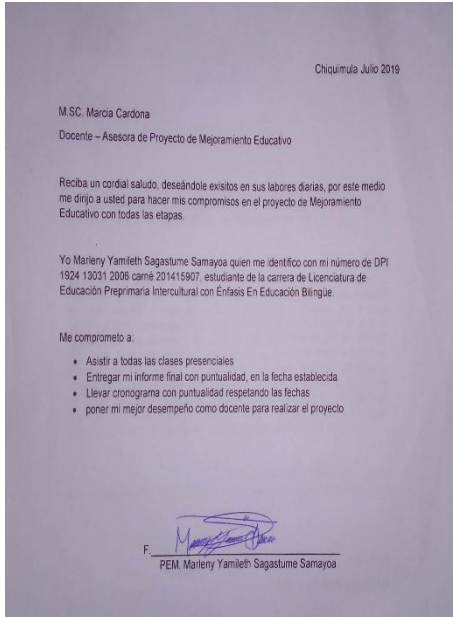 Chiquimula Julio 2019
M.SC. Marcia Cardona
Docente – Asesora de Proyecto de Mejoramiento Educativo
Reciba un cordial saludo, deseándole exisitos en sus labores diarias, por este medio
me dirijo a usted para hacer mis compromisos en el proyecto de Mejoramiento
Educativo con todas las etapas.
Yo Marleny Yamileth Sagastume Samayoa quien me identifico con mi número de DPI
1924 13031 2006 carné 201415907, estudiante de la carrera de Licenciatura de
Educación Preprimaria Intercultural con Énfasis En Educación Bilingüe.
Me comprometo a:
• Asistir a todas las clases presenciales
• Entregar mi informe final con puntualidad, en la fecha establecida
• Llevar cronograma con puntualidad respetando las fechas
• poner mi mejor desempeño como docente para realizar el proyecto
F.
PEM. Marleny Yamileth Sagastume Samayoa